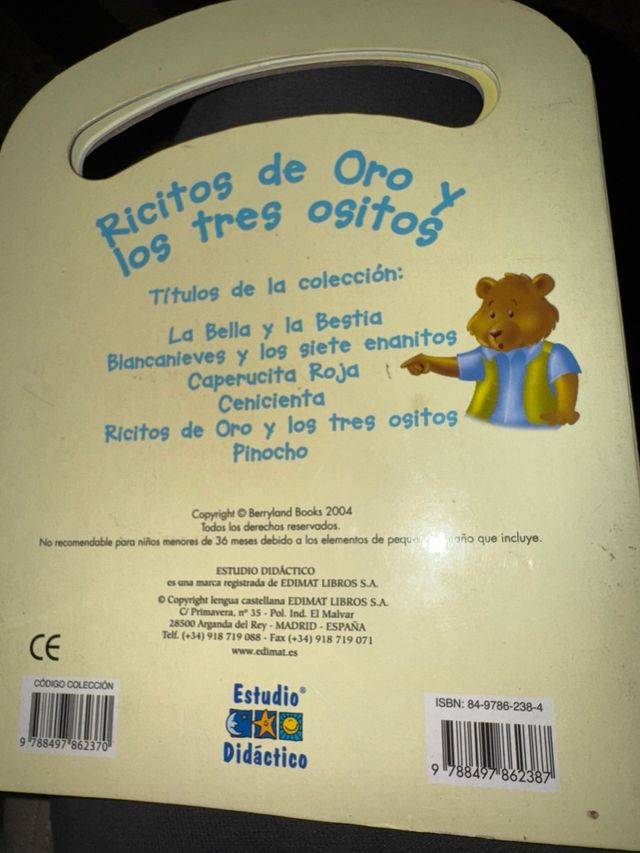 Ricitos de Oro y
los tres ositos
Títulos de la colección:
La Bella y la Bestia
Blancanieves y los siete enanitos
Caperucita Roja
Cenicienta
Ricitos de Oro y los tres ositos
Pinocho
Copyright © Berryland Books 2004
Todos los derechos reservados.
No recomendable para niños menores de 36 meses debido a los elementos de que incluye.
ESTUDIO DIDÁCTICO
es una marca registrada de EDIMAT LIBROS S.A.
© Copyright lengua castellana EDIMAT LIBROS S.A.
C/ Primavera, nº 35 - Pol. Ind. El Malvar
28500 Arganda del Rey - MADRID - ESPAÑA
Telf. (+34) 918 719 088 - Fax (+34) 918 719 071
www.edimat.es
CE
CÓDIGO COLECCIÓN
9 788497 862370
Estudio®
Didáctico
ISBN: 84-9786-238-4
9 788497 862387